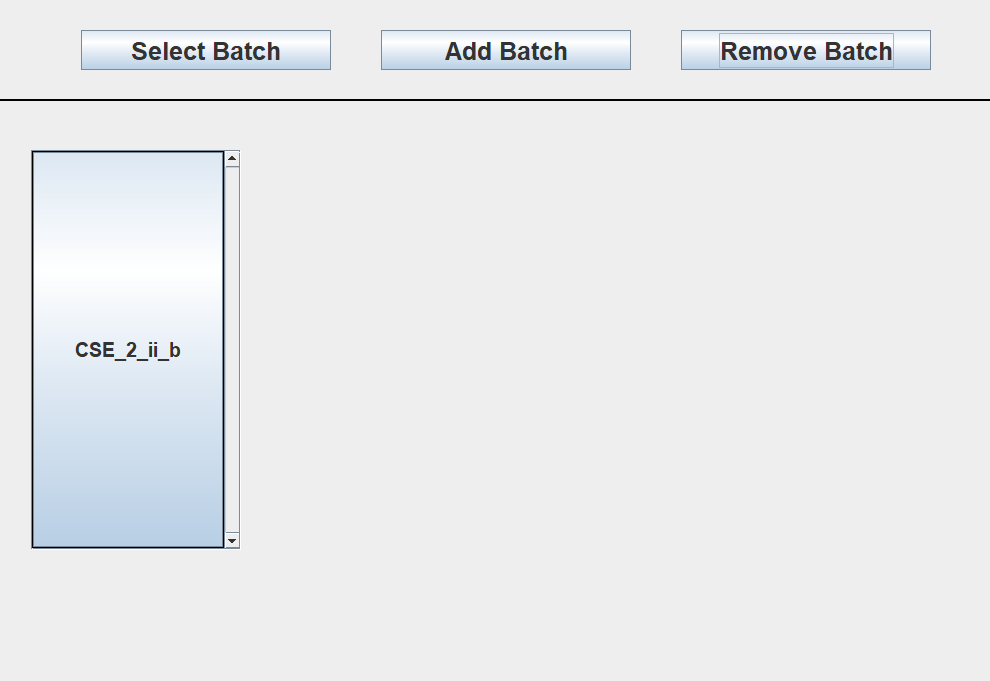 Select Batch
Add Batch
Remove Batch
CSE_2_ii_b